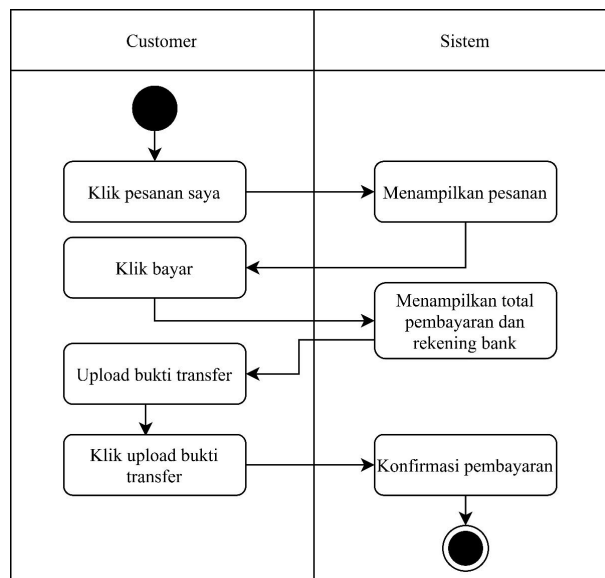 Customer
Sistem
Klik pesanan saya
Menampilkan pesanan
Klik bayar
Menampilkan total
pembayaran dan
rekening bank
Upload bukti transfer
Klik upload bukti
transfer
Konfirmasi pembayaran